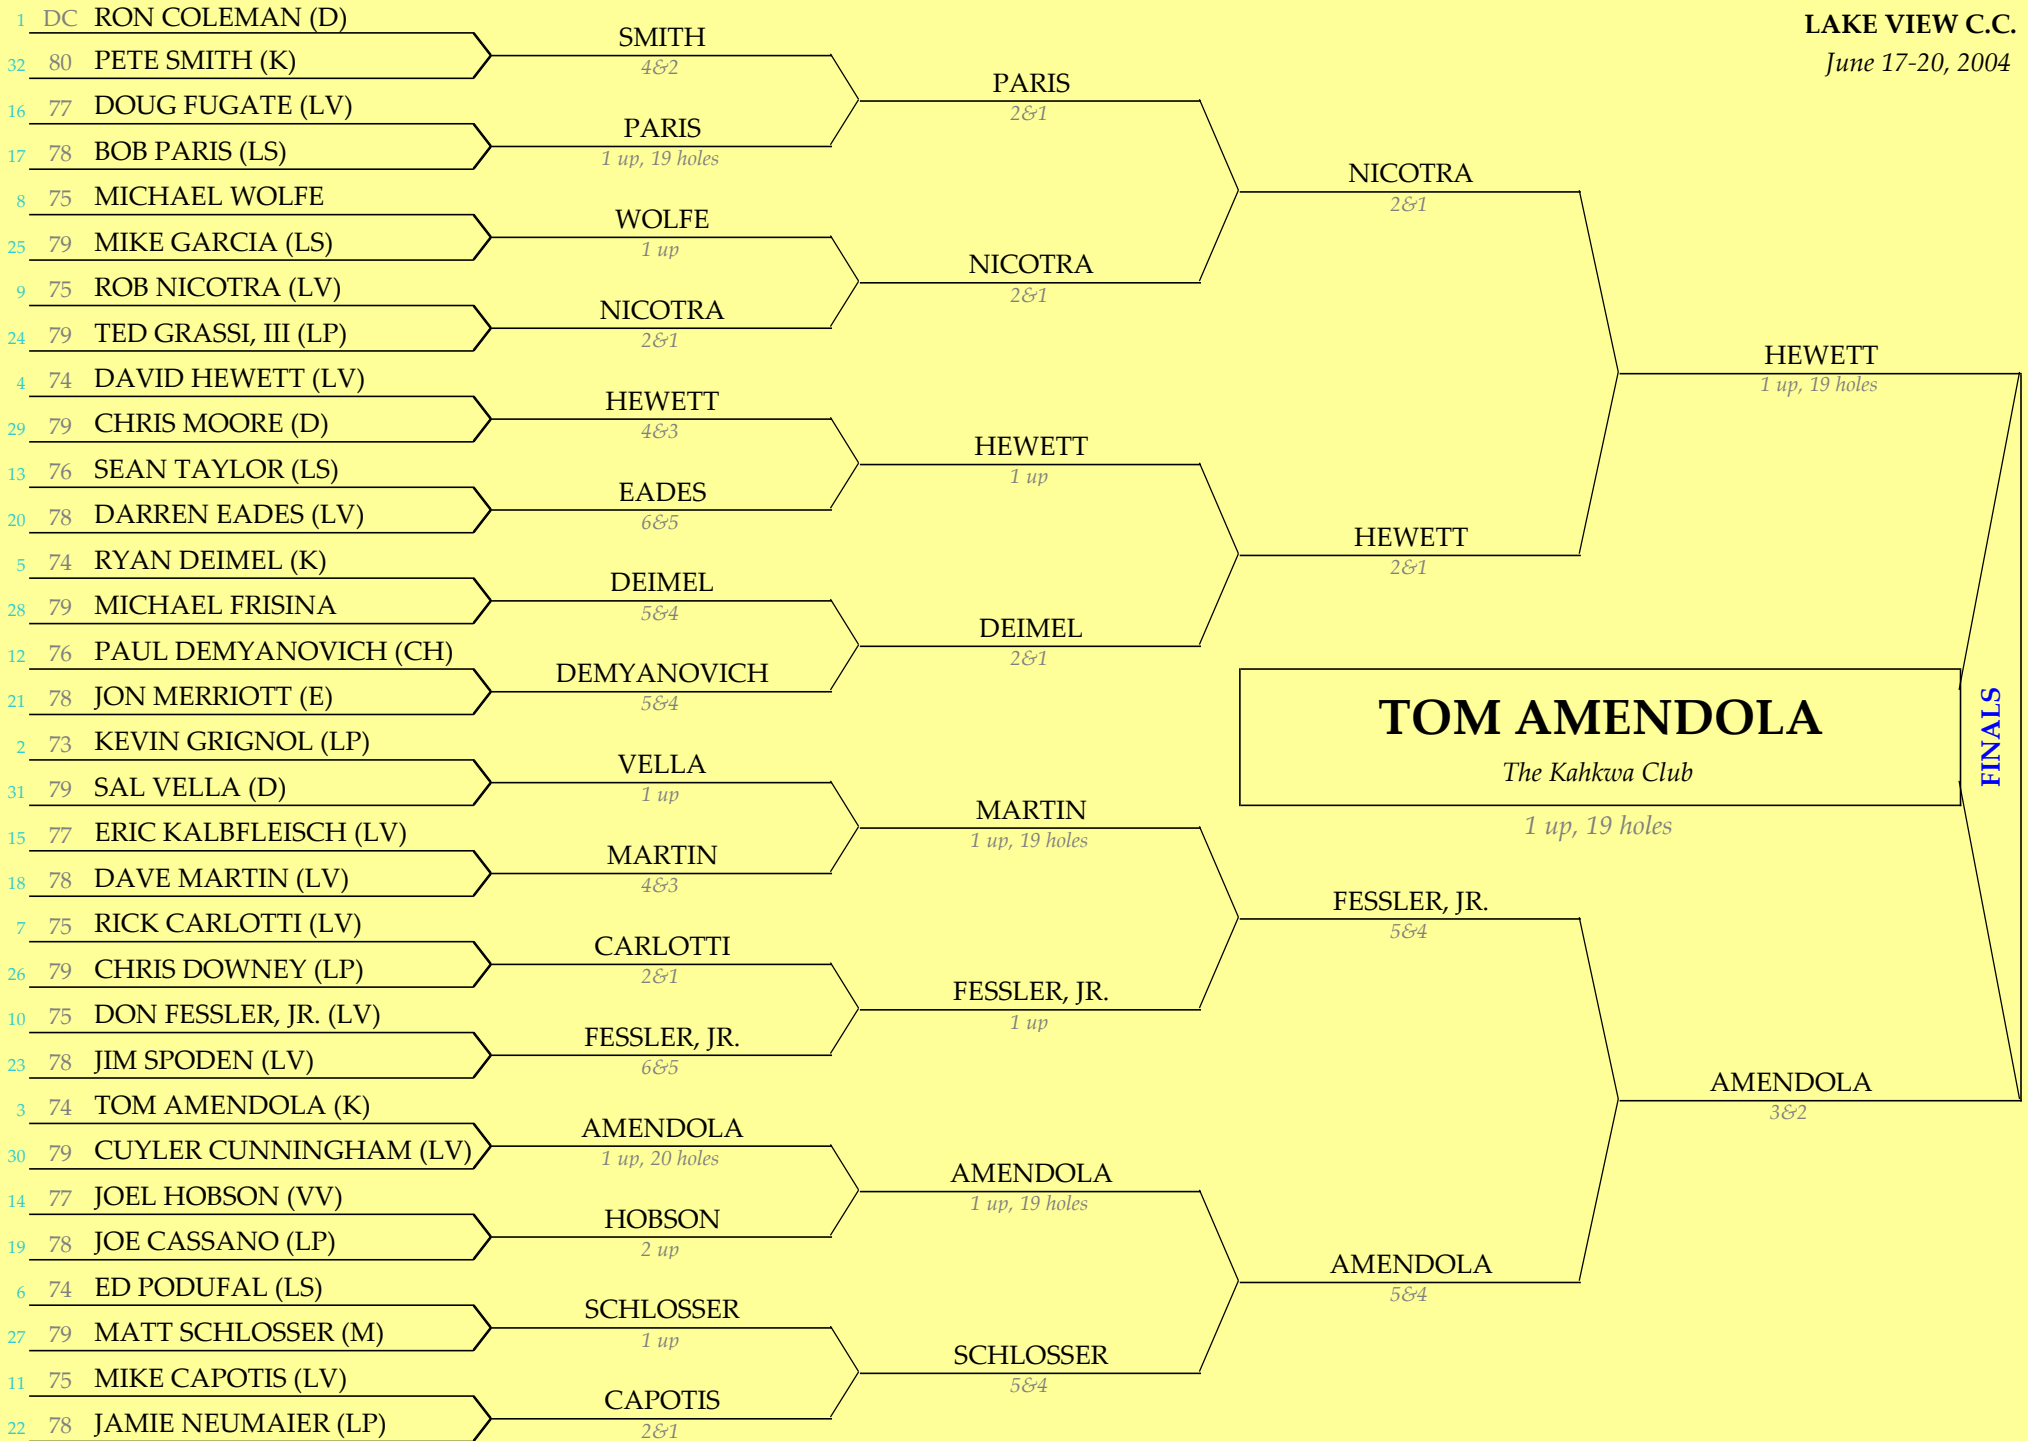 LAKE VIEW C.C.
June 17-20, 2004
1 DC RON COLEMAN (D)
32 80 PETE SMITH (K)
16 77 DOUG FUGATE (LV)
17 78 BOB PARIS (LS)
8 75 MICHAEL WOLFE
25 79 MIKE GARCIA (LS)
9 75 ROB NICOTRA (LV)
24 79 TED GRASSI, III (LP)
4 74 DAVID HEWETT (LV)
29 79 CHRIS MOORE (D)
13 76 SEAN TAYLOR (LS)
20 78 DARREN EADES (LV)
5 74 RYAN DEIMEL (K)
28 79 MICHAEL FRISINA
12 76 PAUL DEMYANOVICH (CH)
21 78 JON MERRIOTT (E)
2 73 KEVIN GRIGNOL (LP)
31 79 SAL VELLA (D)
15 77 ERIC KALBFLEISCH (LV)
18 78 DAVE MARTIN (LV)
7 75 RICK CARLOTTI (LV)
26 79 CHRIS DOWNEY (LP)
10 75 DON FESSLER, JR. (LV)
23 78 JIM SPODEN (LV)
3 74 TOM AMENDOLA (K)
30 79 CUYLER CUNNINGHAM (LV)
14 77 JOEL HOBSON (VV)
19 78 JOE CASSANO (LP)
6 74 ED PODUFAL (LS)
27 79 MATT SCHLOSSER (M)
11 75 MIKE CAPOTIS (LV)
22 78 JAMIE NEUMAIER (LP)
SMITH
4&2
PARIS
1 up, 19 holes
WOLFE
1 up
NICOTRA
2&1
HEWETT
4&3
EADES
6&5
DEIMEL
5&4
DEMYANOVICH
5&4
VELLA
1 up
MARTIN
4&3
CARLOTTI
2&1
FESSLER, JR.
6&5
AMENDOLA
1 up, 20 holes
HOBSON
2 up
SCHLOSSER
1 up
CAPOTIS
2&1
PARIS
2&1
NICOTRA
2&1
HEWETT
1 up
DEIMEL
2&1
MARTIN
1 up, 19 holes
FESSLER, JR.
1 up
AMENDOLA
1 up, 19 holes
SCHLOSSER
5&4
NICOTRA
2&1
HEWETT
2&1
FESSLER, JR.
5&4
AMENDOLA
5&4
HEWETT
1 up, 19 holes
AMENDOLA
3&2
FINALS
TOM AMENDOLA
The Kahkwa Club
1 up, 19 holes